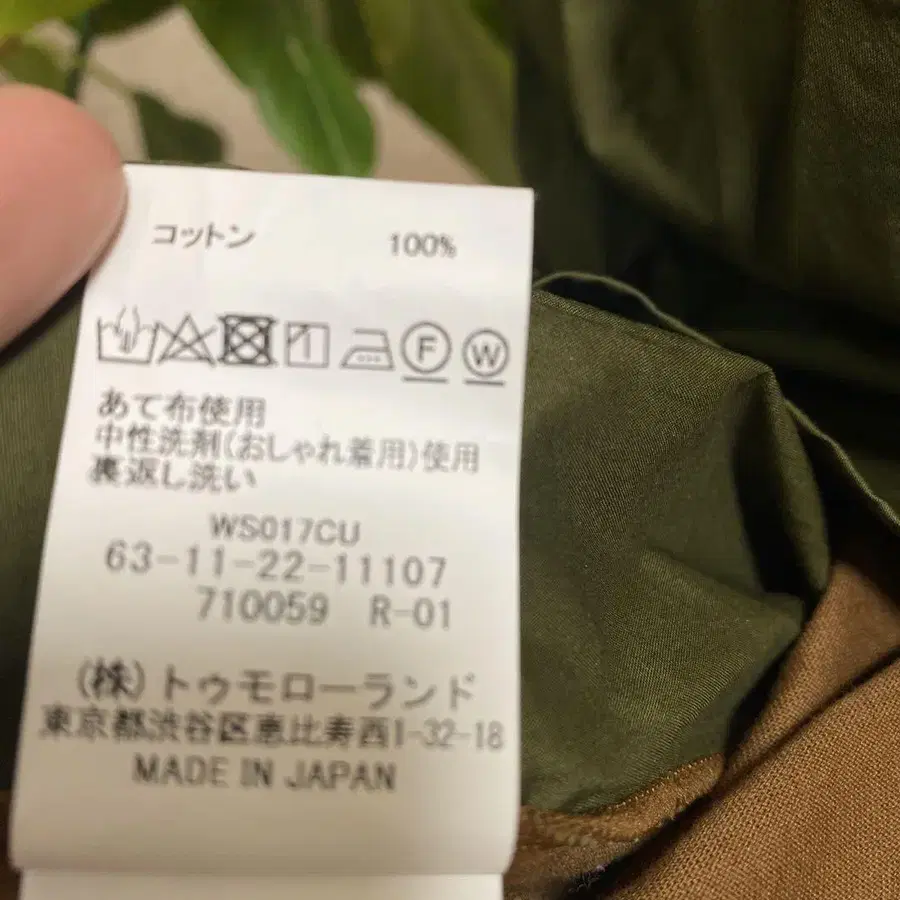 コットン 100%
F W
あて布使用
中性洗剤(おしゃれ着用)使用
裏返し洗い
WS017CU
63-11-22-11107
710059 R-01
(株)トゥモローランド
東京都渋谷区恵比寿西1-32-18
MADE IN JAPAN